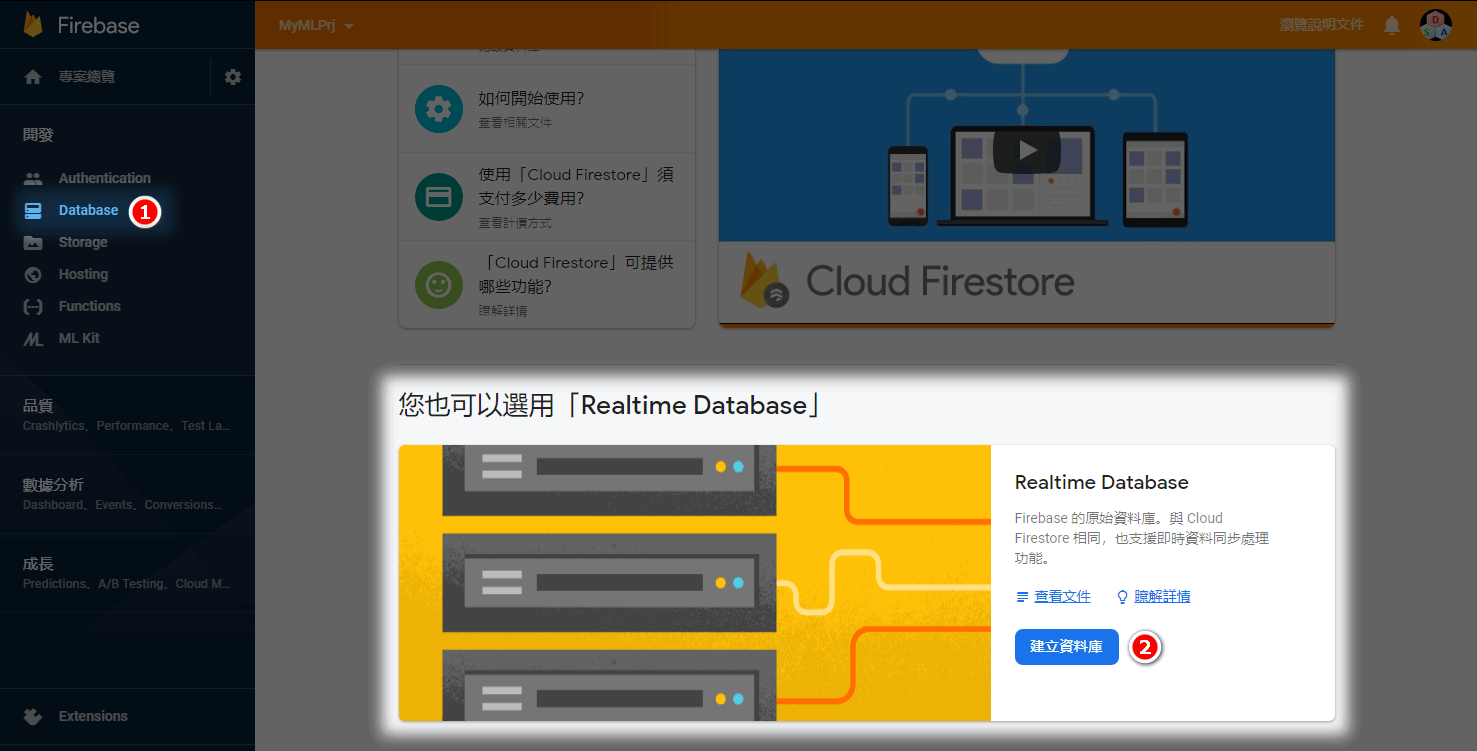 Firebase
MyMLPrj
瀏覽說明文件
專案總覽
開發
Authentication
Database
1
Storage
Hosting
Functions
ML Kit
品質
Crashlytics、Performance、Test La...
數據分析
Dashboard、Events、Conversions...
成長
Predictions、A/B Testing、Cloud M...
Extensions
如何開始使用?
查看相關文件
使用「Cloud Firestore」須
支付多少費用?
查看計價方式
「Cloud Firestore」可提供
哪些功能?
瞭解詳情
Cloud Firestore
您也可以選用「Realtime Database」
Realtime Database
Firebase 的原始資料庫。與 Cloud
Firestore 相同，也支援即時資料同步處理
功能。
查看文件
瞭解詳情
建立資料庫
2